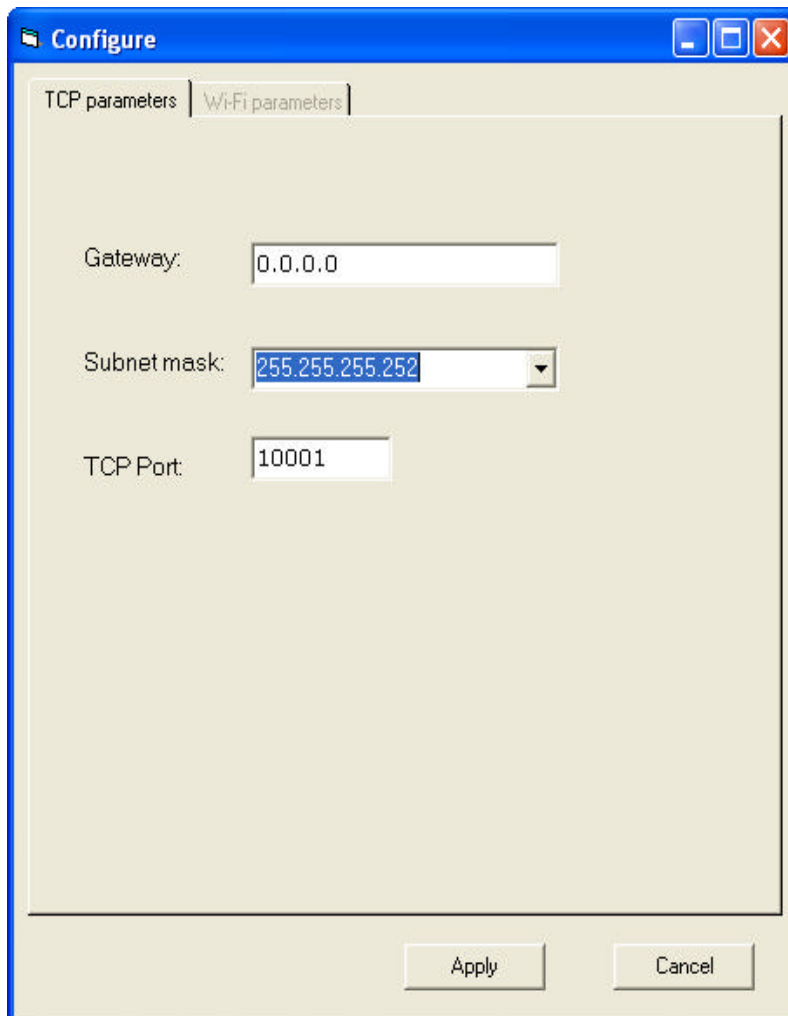 Configure
TCP parameters Wi-Fi parameters
Gateway: 0.0.0.0
Subnet mask: 255.255.255.252
TCP Port: 10001
Apply Cancel